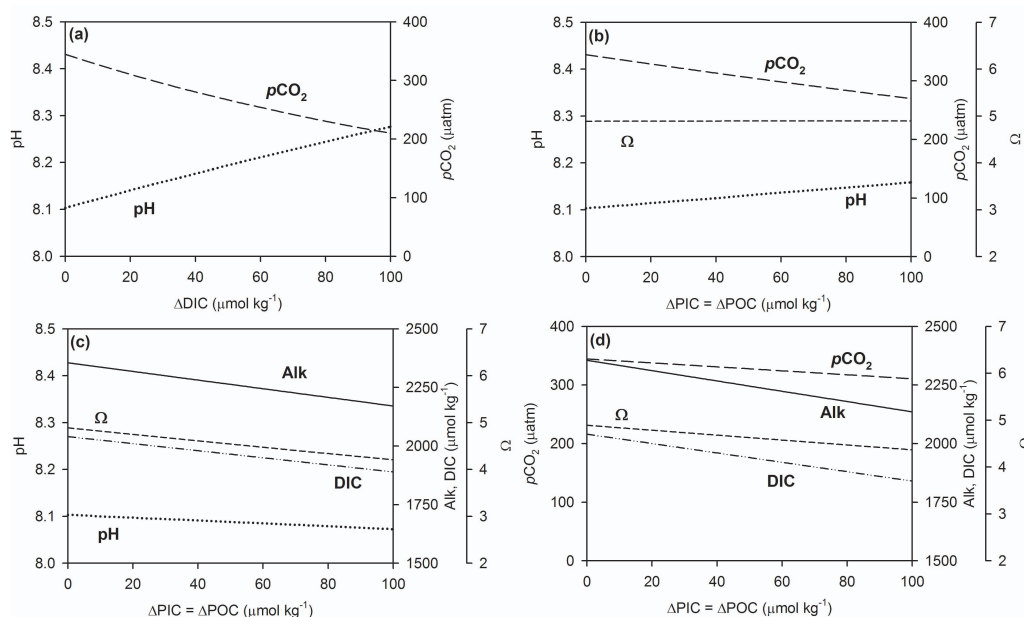 (a)
8.5
8.4
8.3
8.2
8.1
8.0
pH
400
300
200
100
0
pCO2 (µatm)
pCO2
pH
0 20 40 60 80 100
ΔDIC (µmol kg-1)
(b)
8.5
8.4
8.3
8.2
8.1
8.0
pH
400
300
200
100
0
pCO2 (µatm)
7
6
5
4
3
2
Ω
pCO2
Ω
pH
0 20 40 60 80 100
ΔPIC = ΔPOC (µmol kg-1)
(c)
8.5
8.4
8.3
8.2
8.1
8.0
pH
2500
2250
2000
1750
1500
Alk, DIC (µmol kg-1)
7
6
5
4
3
2
Ω
Alk
Ω
DIC
pH
0 20 40 60 80 100
ΔPIC = ΔPOC (µmol kg-1)
(d)
400
300
200
100
0
pCO2 (µatm)
2500
2250
2000
1750
1500
Alk, DIC (µmol kg-1)
7
6
5
4
3
2
Ω
pCO2
Alk
Ω
DIC
0 20 40 60 80 100
ΔPIC = ΔPOC (µmol kg-1)